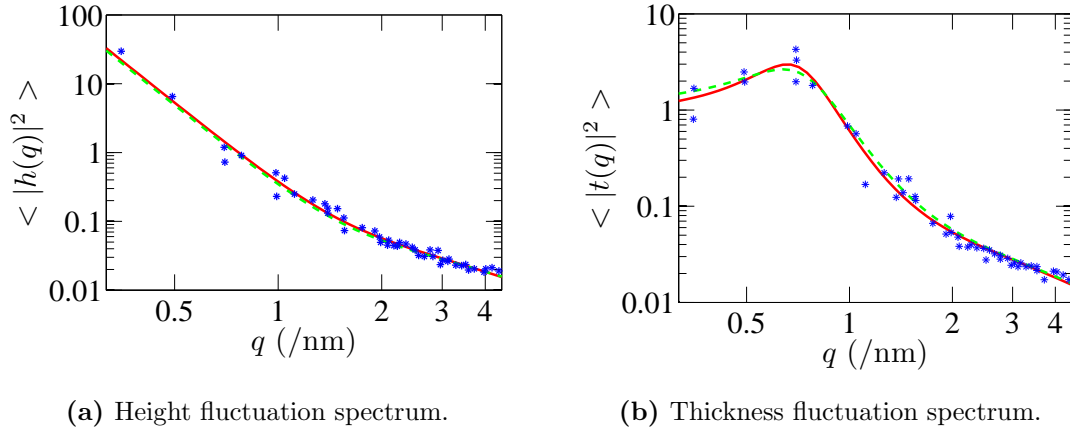 100
10
1
0.1
0.01
< |h(q)|² >
0.5 1 2 3 4
q (/nm)
(a) Height fluctuation spectrum.
10
1
0.1
0.01
< |t(q)|² >
0.5 1 2 3 4
q (/nm)
(b) Thickness fluctuation spectrum.